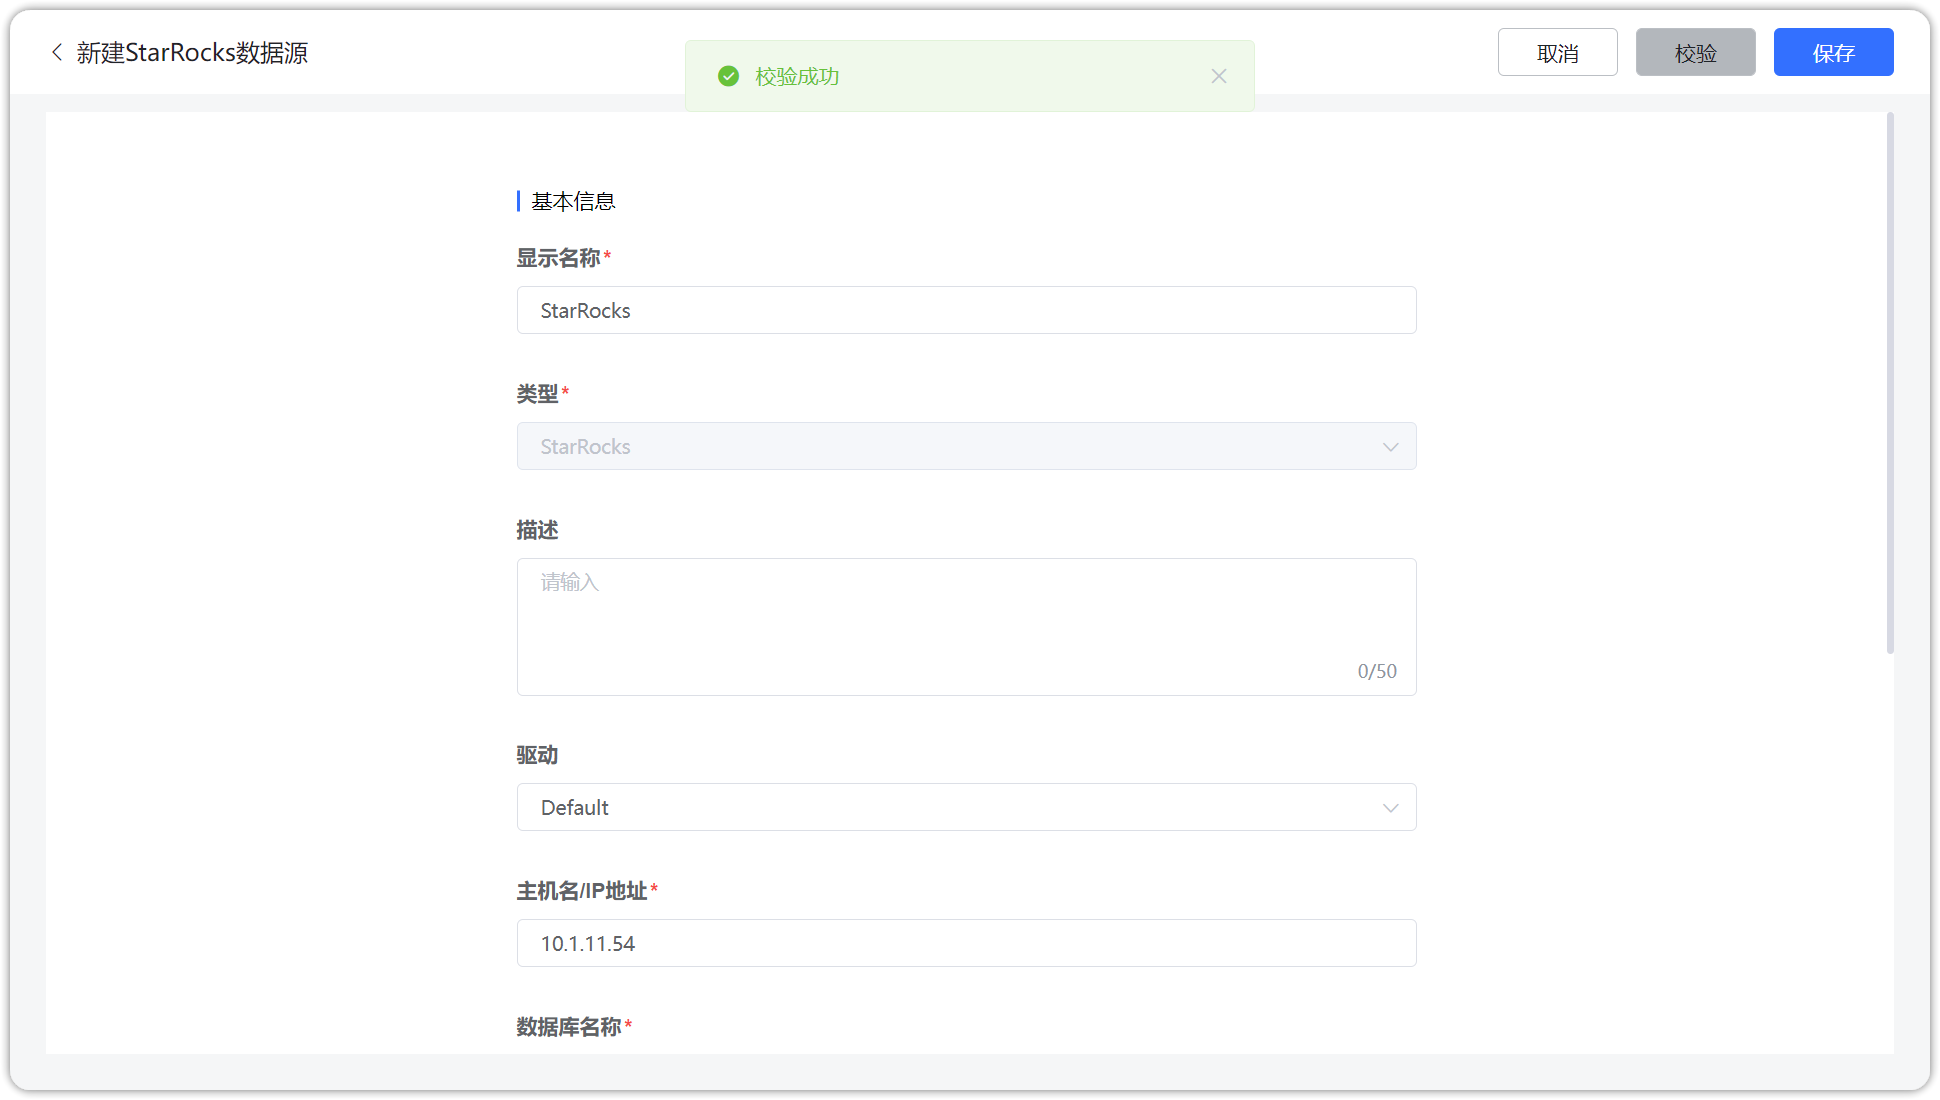 新建StarRocks数据源
校验成功
取消
校验
保存
基本信息
显示名称*
StarRocks
类型*
StarRocks
描述
请输入
0/50
驱动
Default
主机名/IP地址*
10.1.11.54
数据库名称*